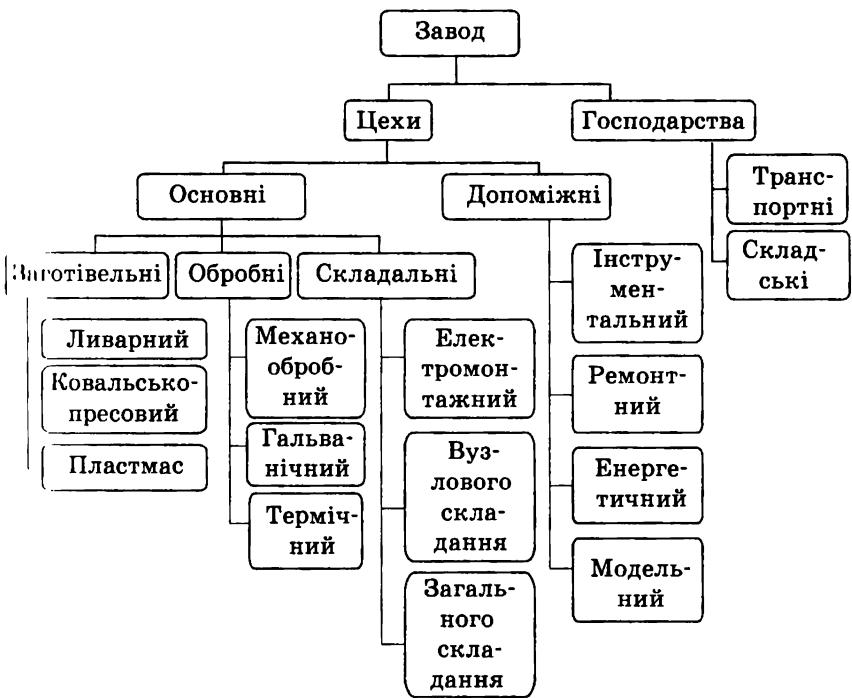 Завод
Цехи
Господарства
Основні
Допоміжні
Транс-
портні
Склад-
ські
Заготівельні
Обробні
Складальні
Ливарний
Ковальсько-
пресовий
Пластмас
Механо-
оброб-
ний
Гальва-
нічний
Терміч-
ний
Елек-
тромон-
тажний
Вуз-
лового
скла-
дання
Загаль-
ного
скла-
дання
Інстру-
мен-
тальний
Ремонт-
ний
Енерге-
тичний
Модель-
ний